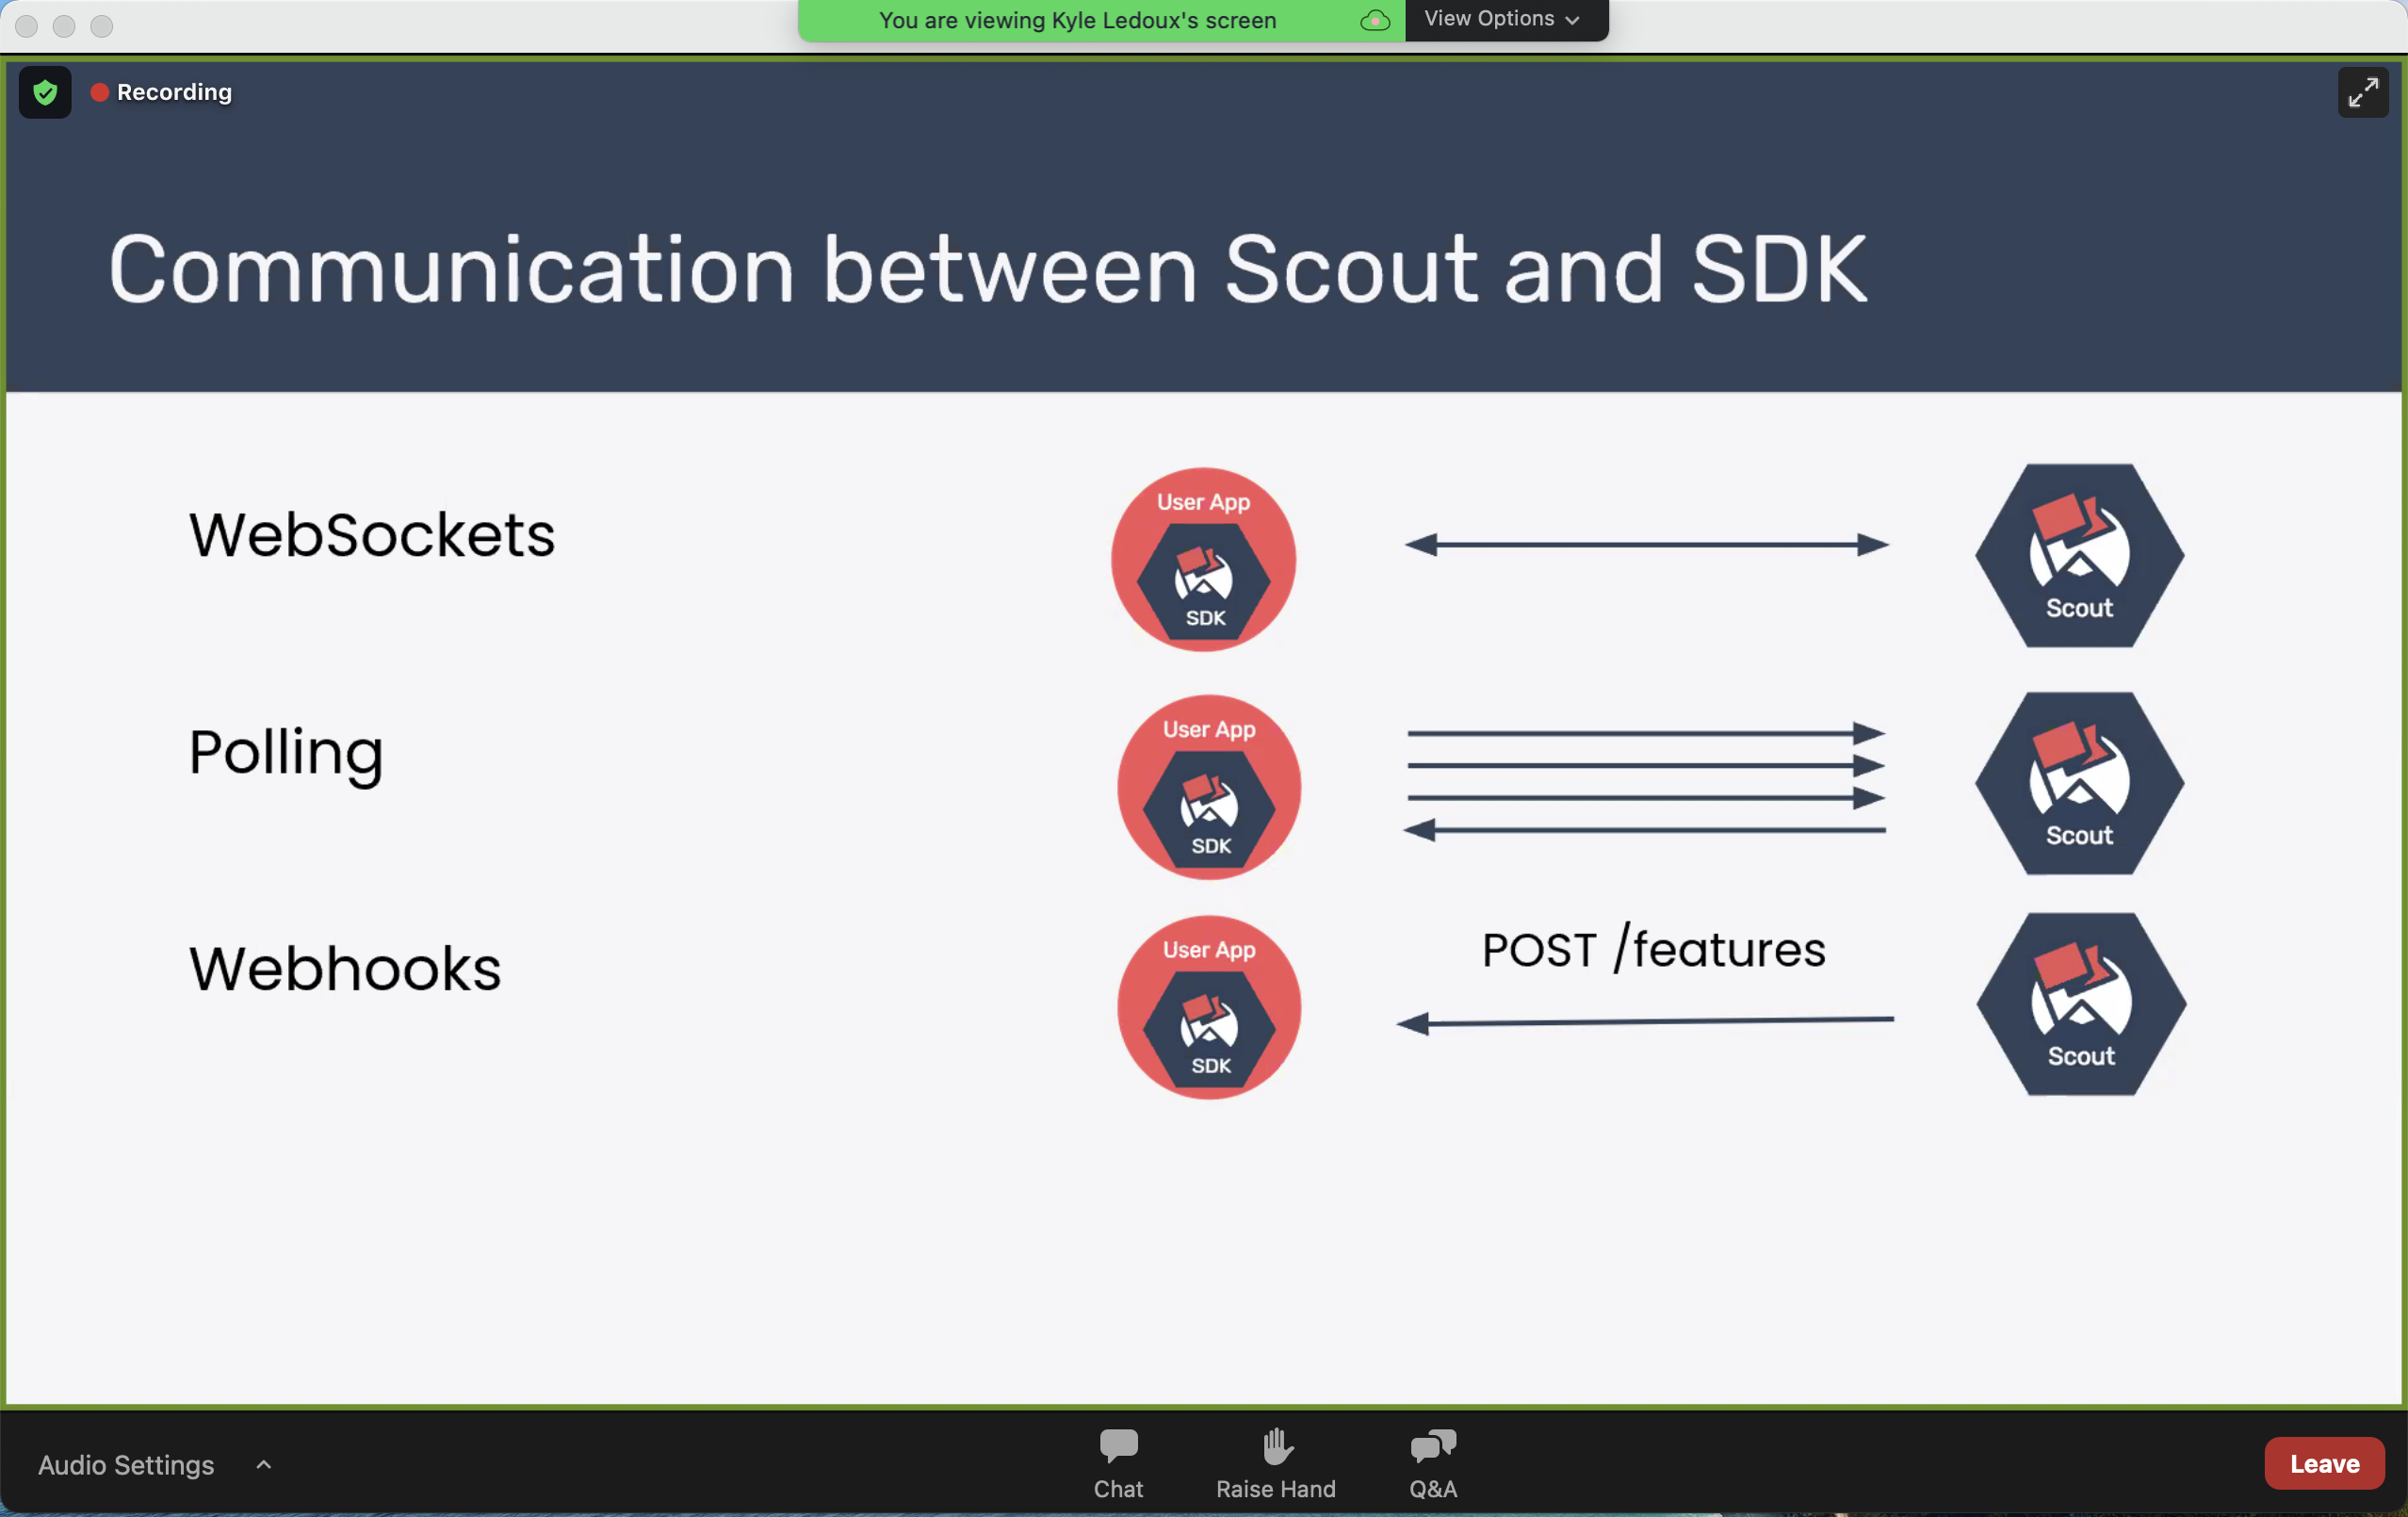 You are viewing Kyle Ledoux's screen
View Options
Recording
Communication between Scout and SDK
WebSockets
User App
SDK
Scout
Polling
User App
SDK
Scout
Webhooks
User App
SDK
POST /features
Scout
Audio Settings
Chat
Raise Hand
Q&A
Leave